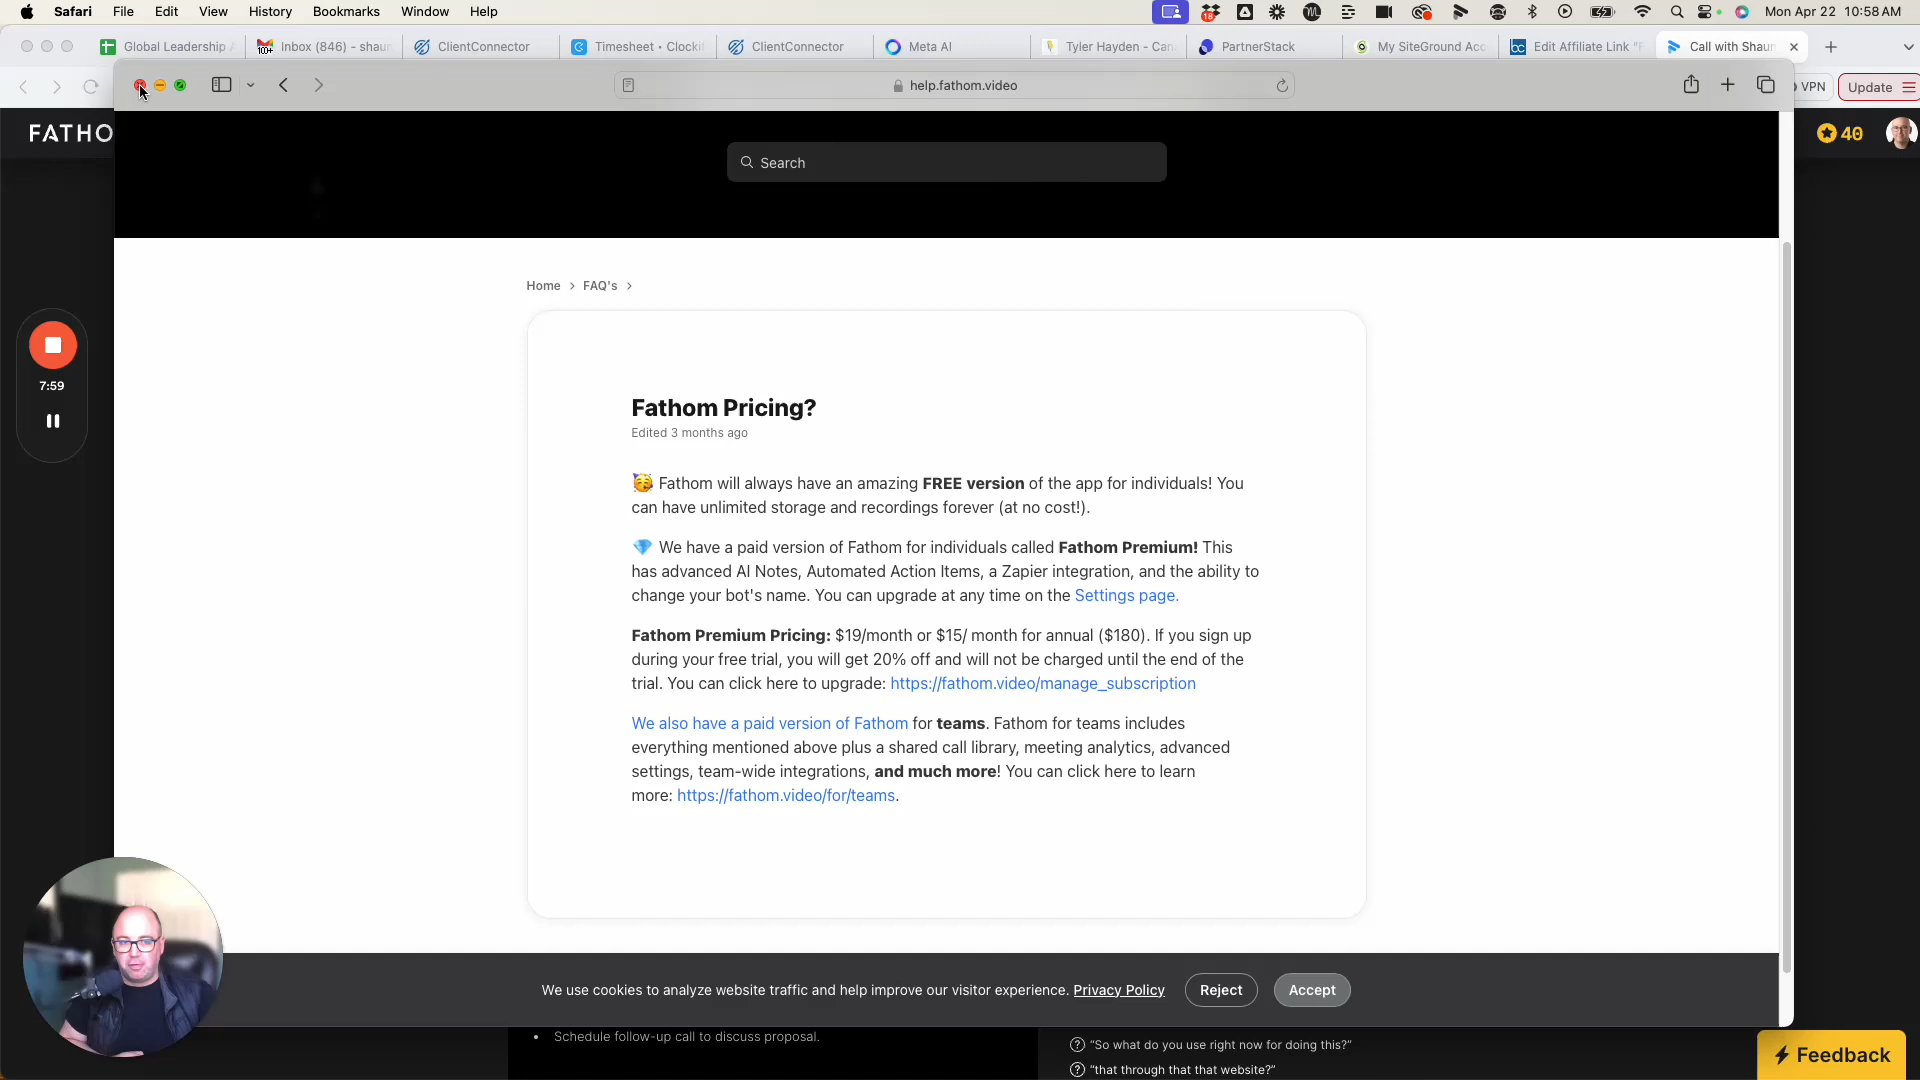 Safari File Edit View History Bookmarks Window Help
18
Mon Apr 22 10:58 AM
Global Leadership A
100+
Inbox (846) - shaun
ClientConnector
Timesheet • Clockif
ClientConnector
Meta AI
Tyler Hayden - Can
PartnerStack
My SiteGround Acc
bc
Edit Affiliate Link "F
Call with Shaun
help.fathom.video
VPN
Update
FATHO
40
Search
Home > FAQ's >
7:59
Fathom Pricing?
Edited 3 months ago
🥳 Fathom will always have an amazing FREE version of the app for individuals! You
can have unlimited storage and recordings forever (at no cost!).
💎 We have a paid version of Fathom for individuals called Fathom Premium! This
has advanced AI Notes, Automated Action Items, a Zapier integration, and the ability to
change your bot's name. You can upgrade at any time on the Settings page.
Fathom Premium Pricing: $19/month or $15/ month for annual ($180). If you sign up
during your free trial, you will get 20% off and will not be charged until the end of the
trial. You can click here to upgrade: https://fathom.video/manage_subscription
We also have a paid version of Fathom for teams. Fathom for teams includes
everything mentioned above plus a shared call library, meeting analytics, advanced
settings, team-wide integrations, and much more! You can click here to learn
more: https://fathom.video/for/teams.
We use cookies to analyze website traffic and help improve our visitor experience. Privacy Policy
Reject
Accept
• Schedule follow-up call to discuss proposal.
"So what do you use right now for doing this?"
"that through that that website?"
Feedback